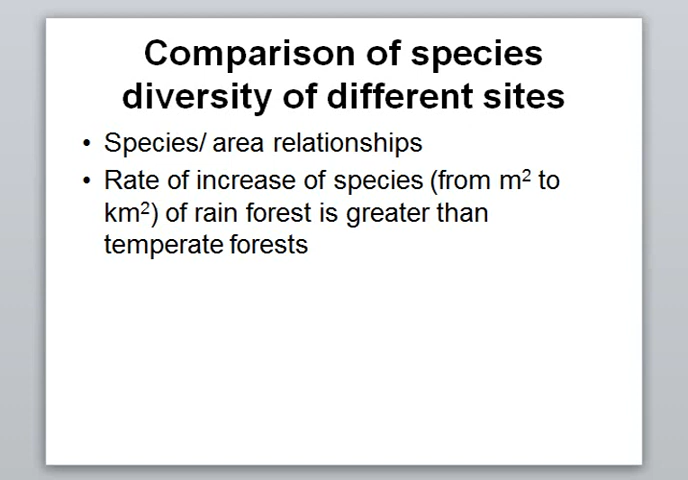 Comparison of species
diversity of different sites
• Species/ area relationships
• Rate of increase of species (from m² to
km²) of rain forest is greater than
temperate forests